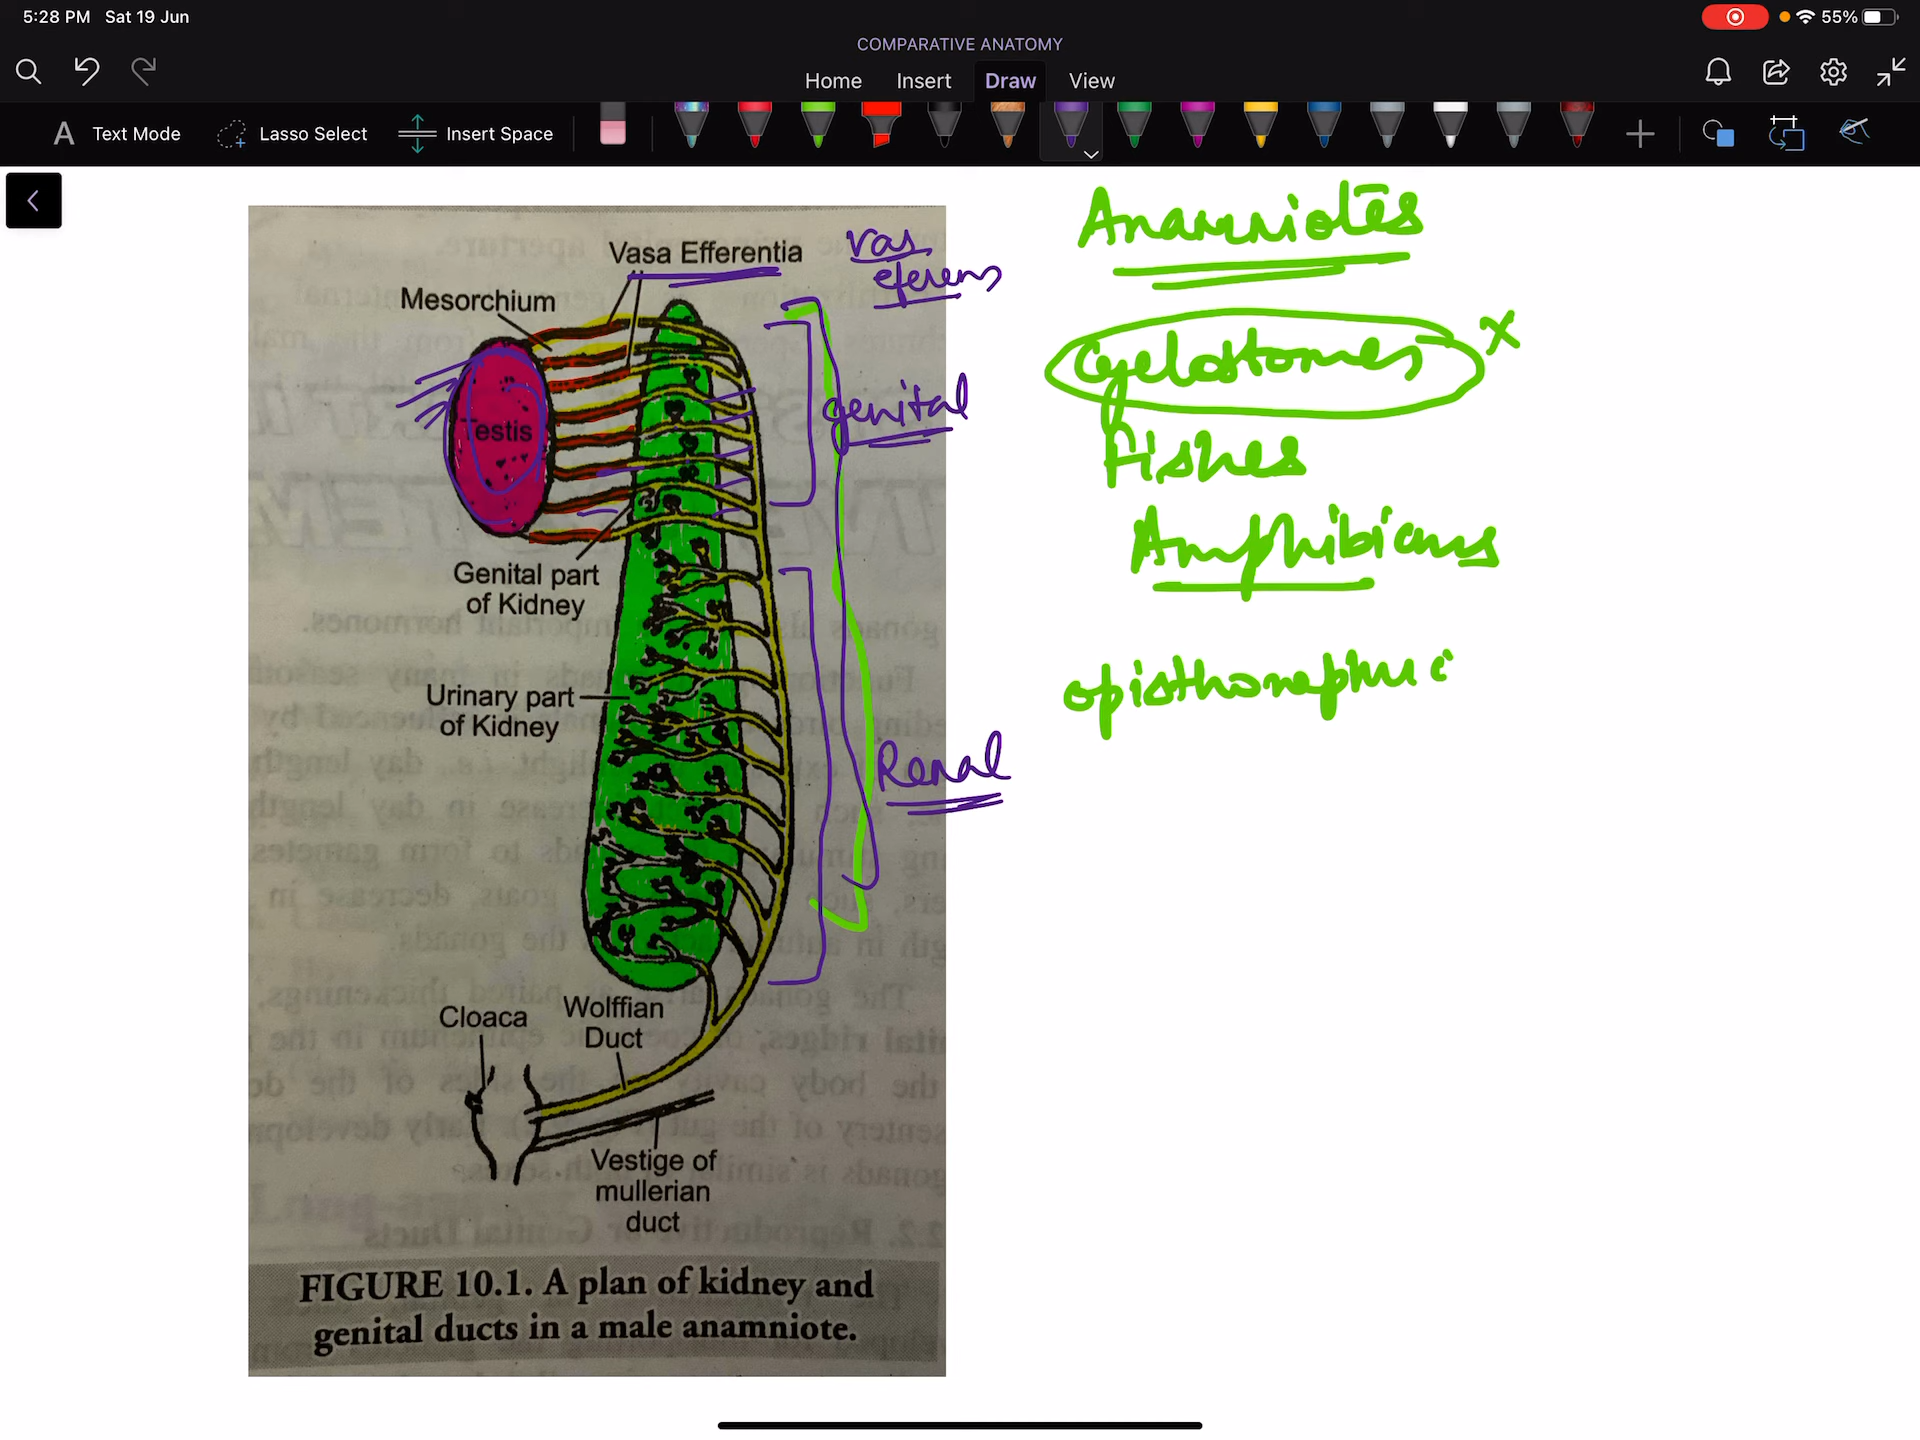 5:28 PM Sat 19 Jun
55%
COMPARATIVE ANATOMY
Home Insert Draw View
Text Mode Lasso Select Insert Space
Vasa Efferentia
Vas
eferens
Mesorchium
Testis
genital
Genital part
of Kidney
Urinary part
of Kidney
Renal
Cloaca
Wolffian
Duct
Vestige of
mullerian
duct
FIGURE 10.1. A plan of kidney and
genital ducts in a male anamniote.
Anamniotes
Cyclostomes X
Fishes
Amphibians
opisthonephric